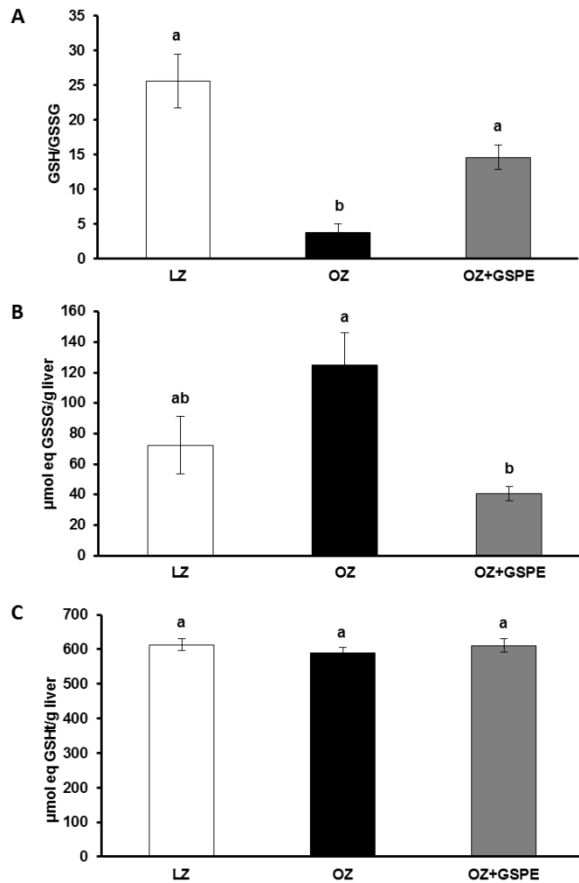 A
GSH/GSSG
35
30
25
20
15
10
5
0
a
b
a
LZ
OZ
OZ+GSPE
B
µmol eq GSSG/g liver
160
140
120
100
80
60
40
20
0
ab
a
b
LZ
OZ
OZ+GSPE
C
µmol eq GSHt/g liver
700
600
500
400
300
200
100
0
a
a
a
LZ
OZ
OZ+GSPE